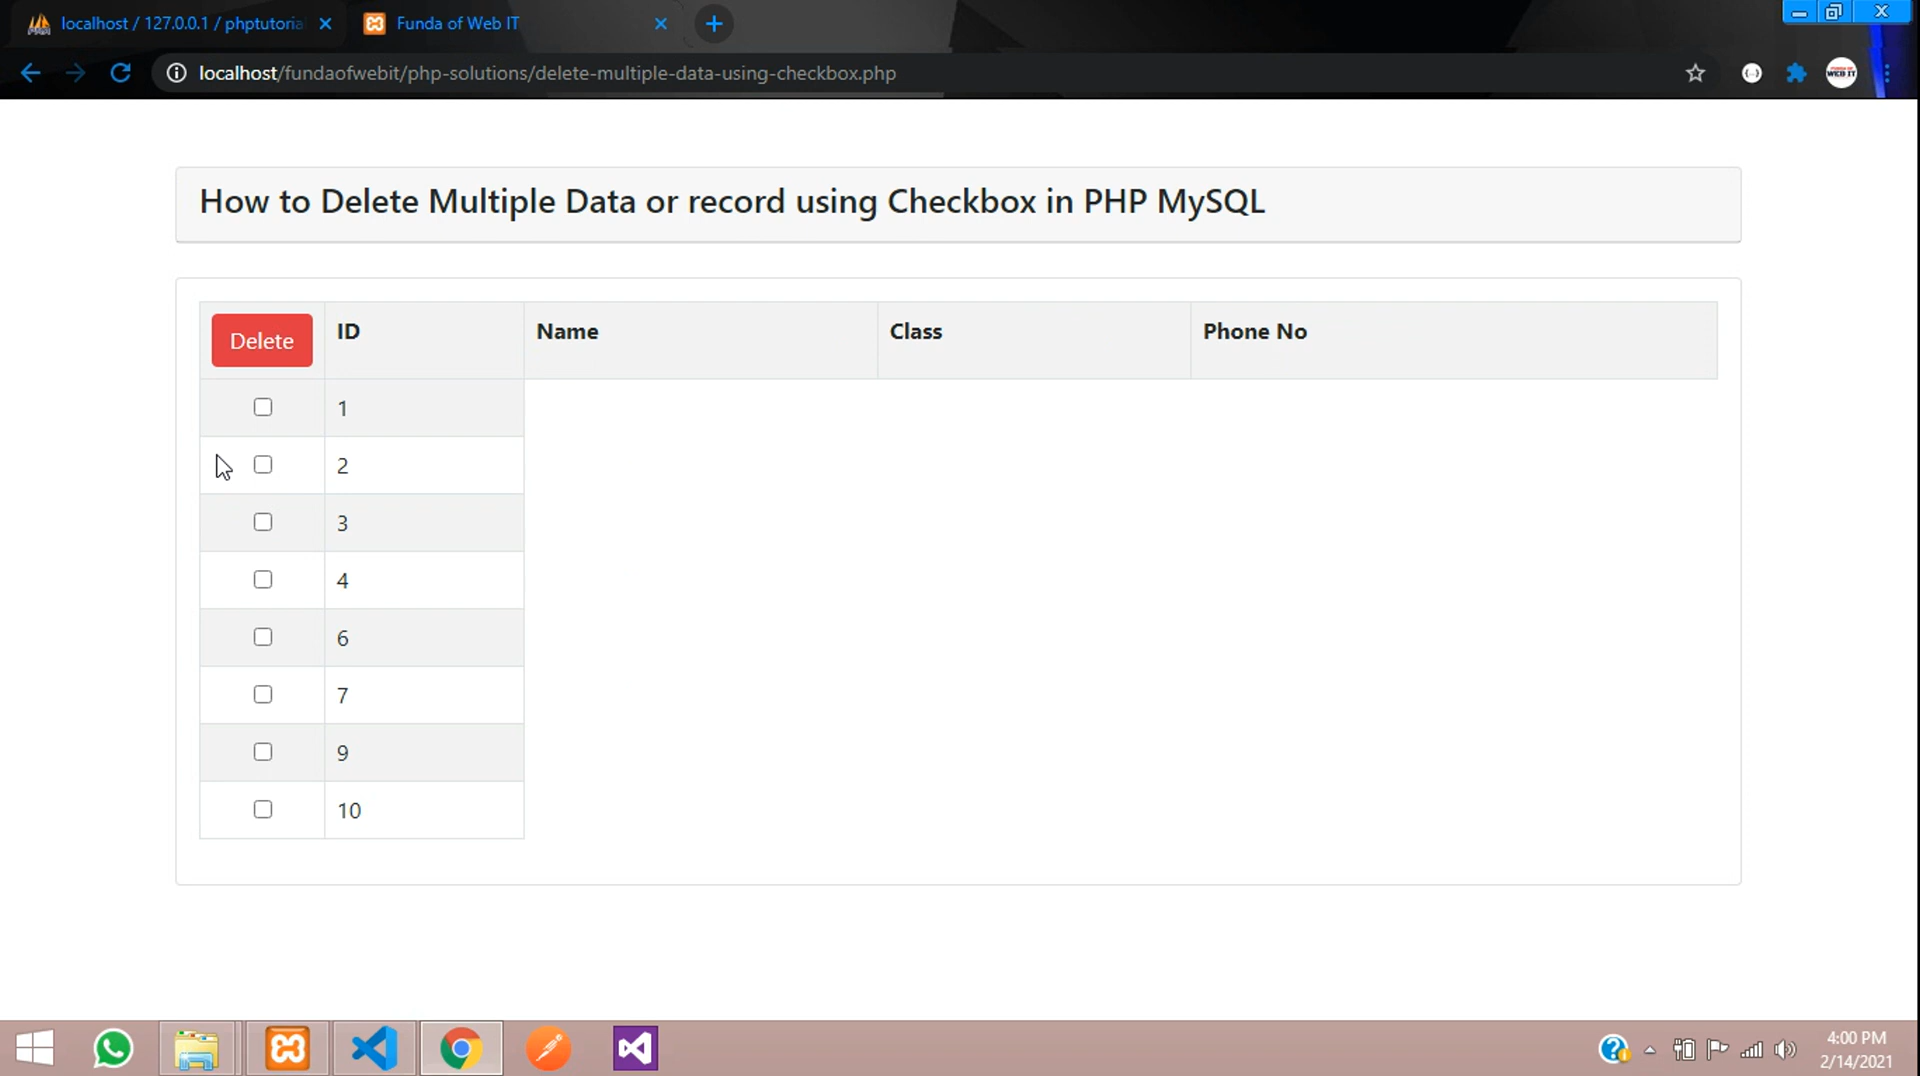 localhost / 127.0.0.1 / phptutoria
Funda of Web IT
localhost/fundaofwebit/php-solutions/delete-multiple-data-using-checkbox.php
How to Delete Multiple Data or record using Checkbox in PHP MySQL
Delete ID Name Class Phone No
1
2
3
4
6
7
9
10
4:00 PM
2/14/2021